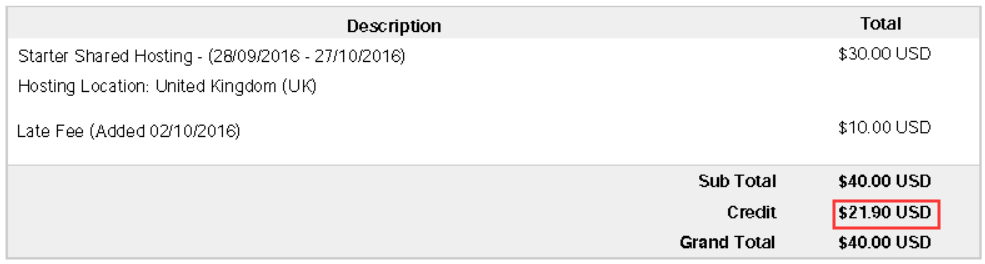 Description Total
Starter Shared Hosting - (28/09/2016 - 27/10/2016) $30.00 USD
Hosting Location: United Kingdom (UK)
Late Fee (Added 02/10/2016) $10.00 USD
Sub Total $40.00 USD
Credit $21.90 USD
Grand Total $40.00 USD